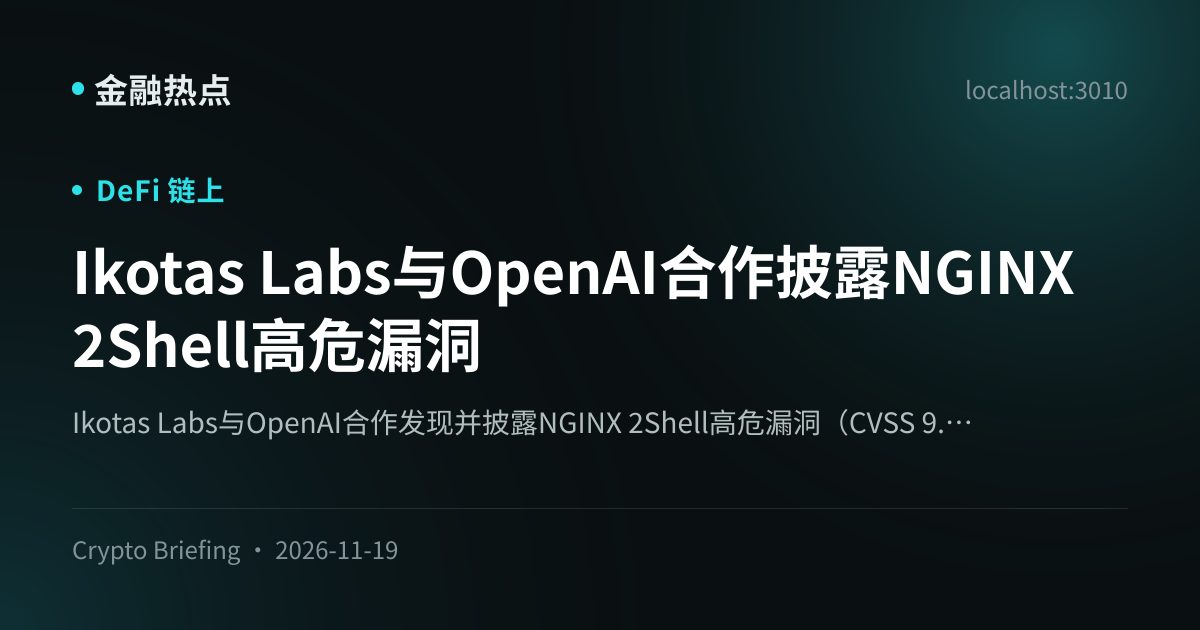 金融热点
localhost:3010
DeFi 链上
Ikotas Labs与OpenAI合作披露NGINX
2Shell高危漏洞
Ikotas Labs与OpenAI合作发现并披露NGINX 2Shell高危漏洞（CVSS 9.…
Crypto Briefing · 2026-11-19